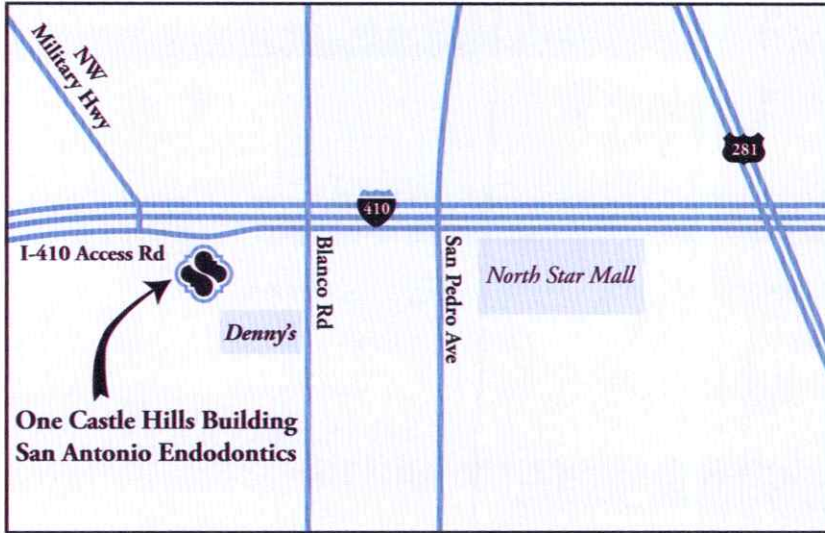 NW
Military Hwy
281
410
I-410 Access Rd
Blanco Rd
San Pedro Ave
North Star Mall
Denny's
One Castle Hills Building
San Antonio Endodontics